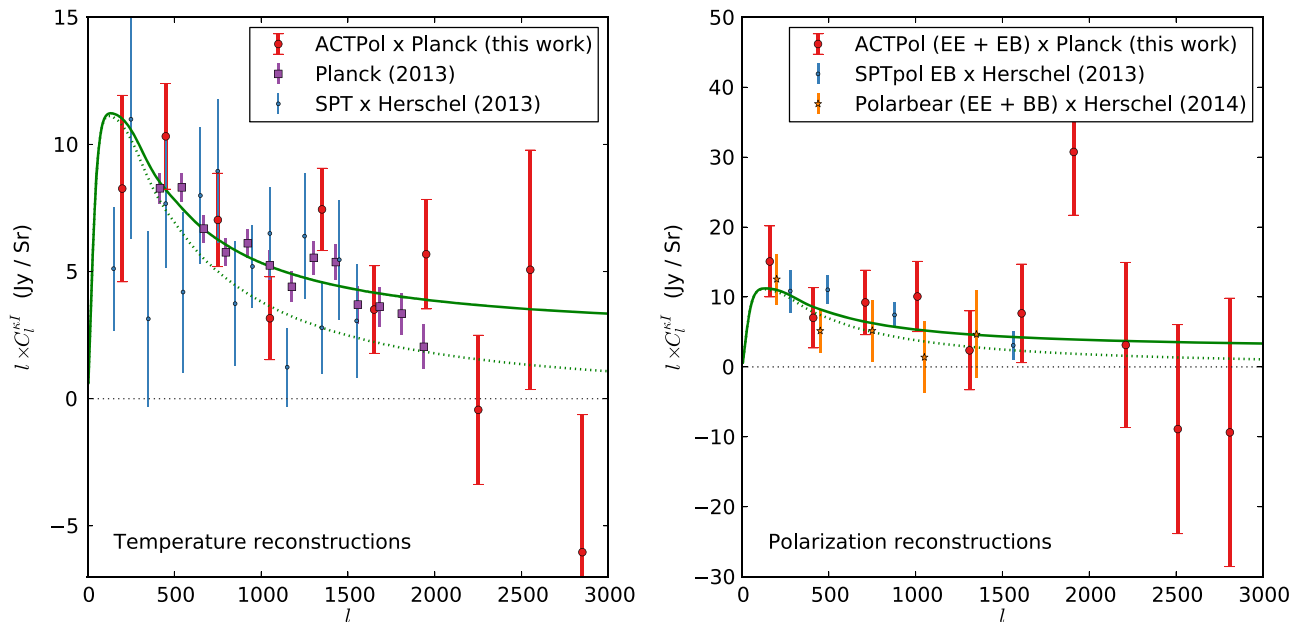 15
10
5
0
−5
l × C_l^{κI} (Jy / Sr)
ACTPol x Planck (this work)
Planck (2013)
SPT x Herschel (2013)
Temperature reconstructions
0 500 1000 1500 2000 2500 3000
l
50
40
30
20
10
0
−10
−20
−30
l × C_l^{κI} (Jy / Sr)
ACTPol (EE + EB) x Planck (this work)
SPTpol EB x Herschel (2013)
Polarbear (EE + BB) x Herschel (2014)
Polarization reconstructions
0 500 1000 1500 2000 2500 3000
l